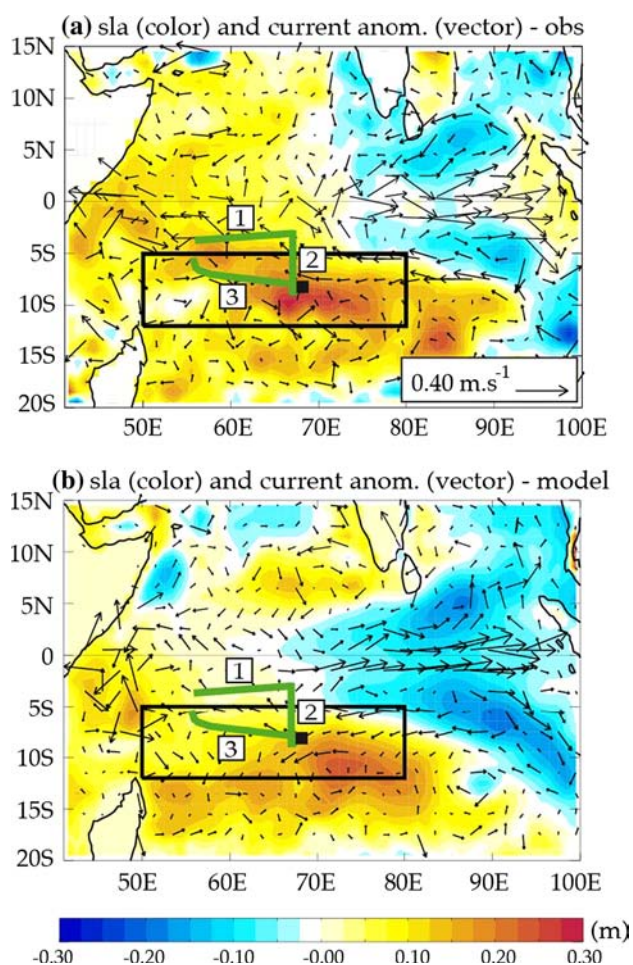 (a) sla (color) and current anom. (vector) - obs
15N
10N
5N
0
5S
10S
15S
20S
1
2
3
0.40 m.s-1
50E 60E 70E 80E 90E 100E
(b) sla (color) and current anom. (vector) - model
15N
10N
5N
0
5S
10S
15S
20S
1
2
3
50E 60E 70E 80E 90E 100E
(m)
-0.30 -0.20 -0.10 -0.00 0.10 0.20 0.30